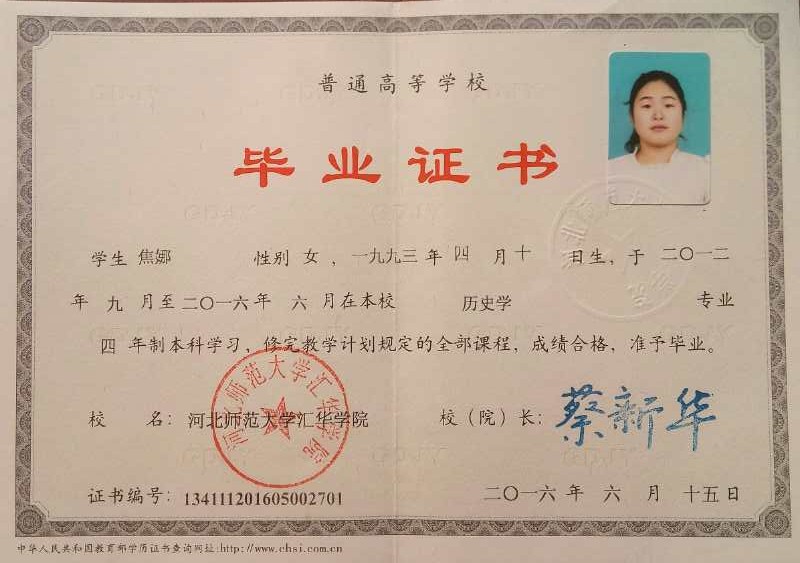 普通高等学校
毕业证书
学生 焦娜 性别 女 ，一九九三 年 四 月 十 日生，于 二〇一二
年 九 月至 二〇一六 年 六 月在本校 历史学 专业
四 年制本科学习，修完教学计划规定的全部课程，成绩合格，准予毕业。
河北师范大学汇华学院
校 名：河北师范大学汇华学院 校（院）长：蔡新华
证书编号：134111201605002701 二〇一六 年 六 月 十五 日
中华人民共和国教育部学历证书查询网址:http://www.chsi.com.cn